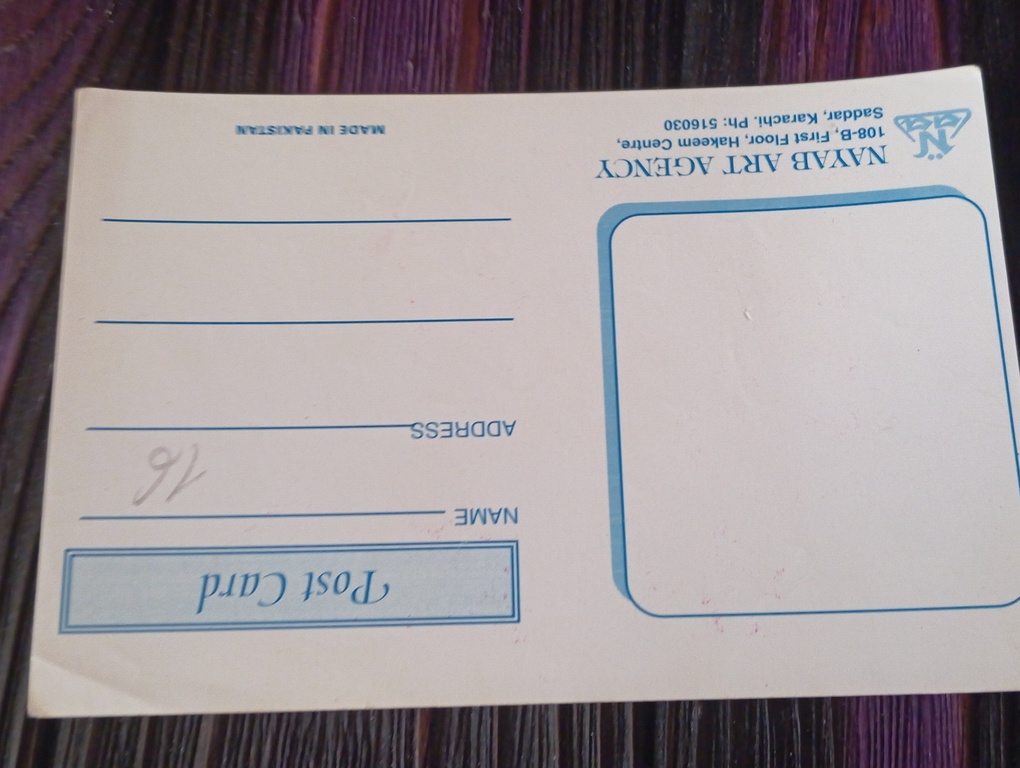 Post Card
NAME
16
ADDRESS
MADE IN PAKISTAN
N
NAYAB ART AGENCY
108-B, First Floor, Hakeem Centre,
Saddar, Karachi. Ph: 516030